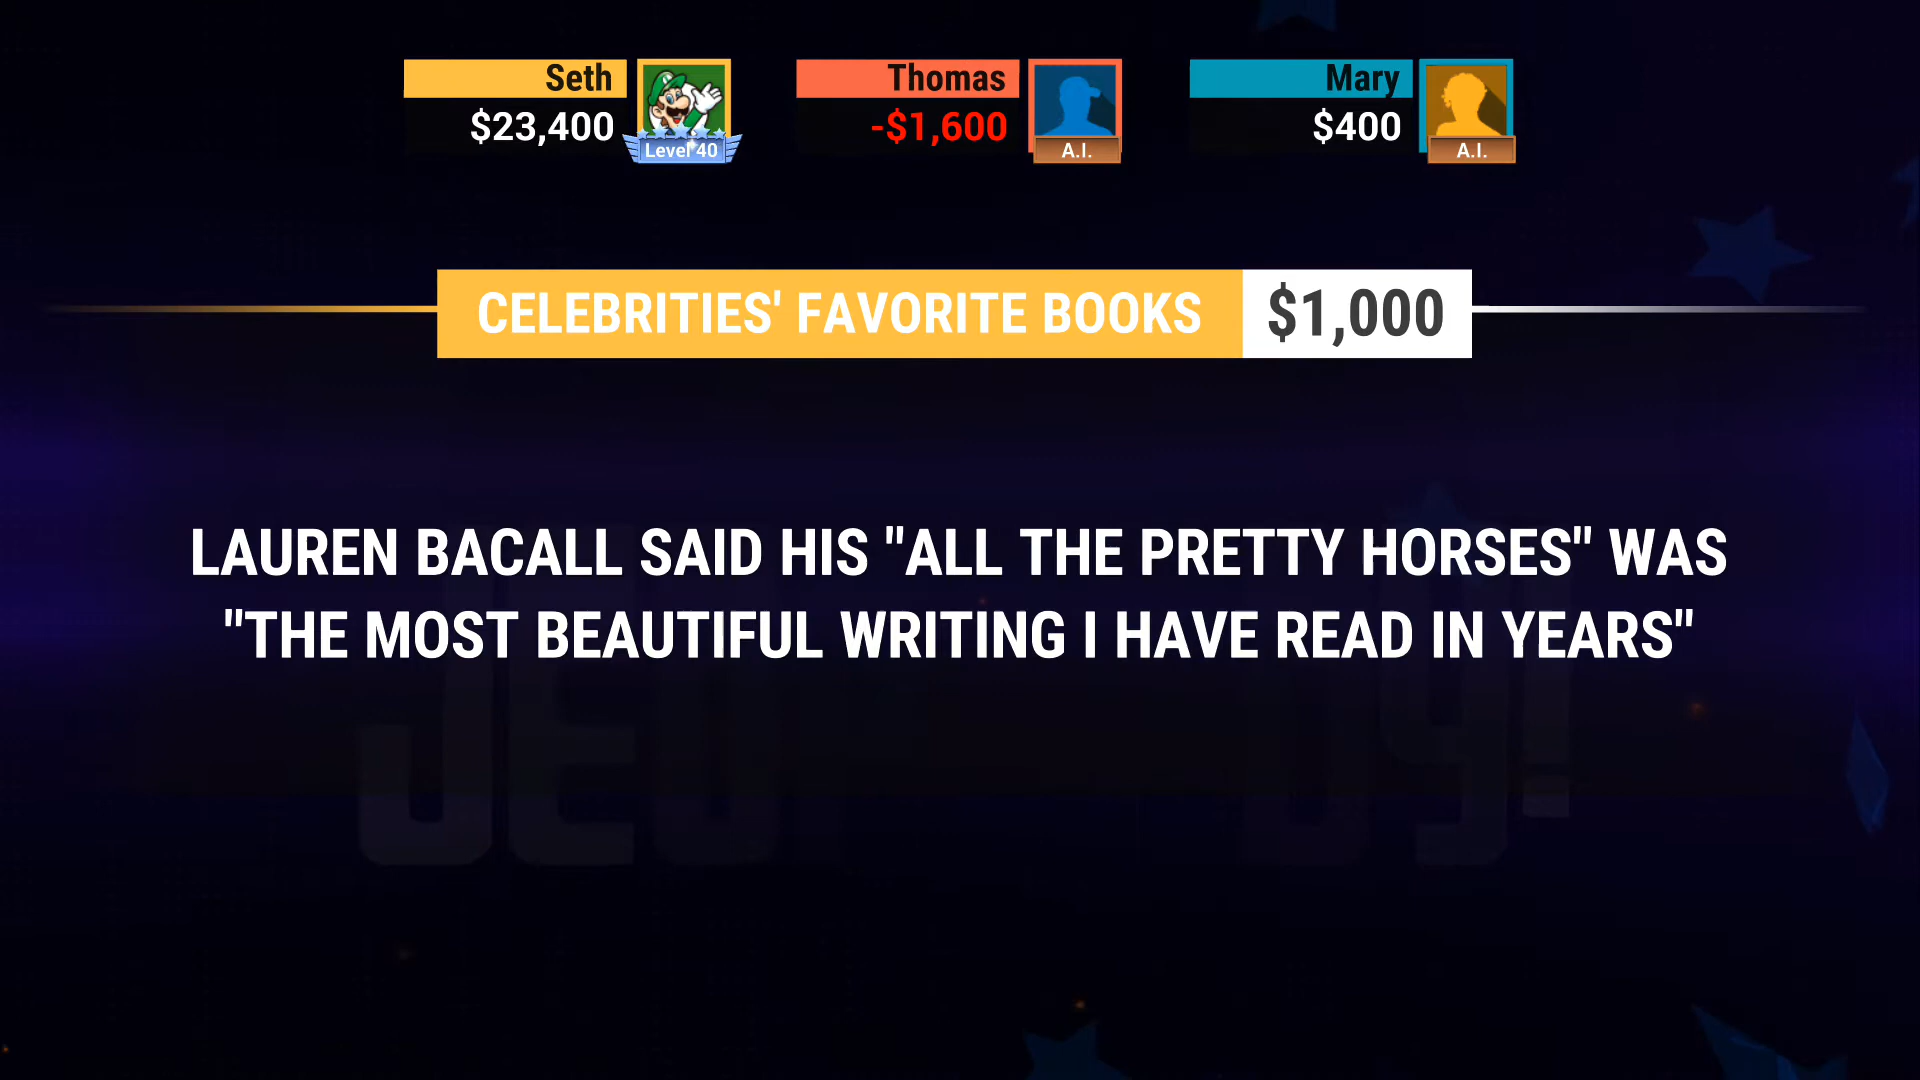 Seth
$23,400
Level 40
Thomas
-$1,600
A.I.
Mary
$400
A.I.
CELEBRITIES' FAVORITE BOOKS $1,000
LAUREN BACALL SAID HIS "ALL THE PRETTY HORSES" WAS
"THE MOST BEAUTIFUL WRITING I HAVE READ IN YEARS"